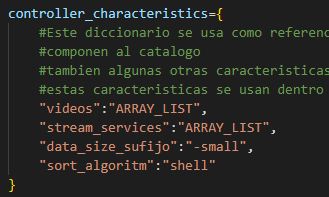 controller_characteristics={
#Este diccionario se usa como referenc
#componen al catalogo
#tambien algunas otras caracteristicas
#estas caracteristicas se usan dentro
"videos":"ARRAY_LIST",
"stream_services":"ARRAY_LIST",
"data_size_sufijo":"-small",
"sort_algoritm":"shell"
}